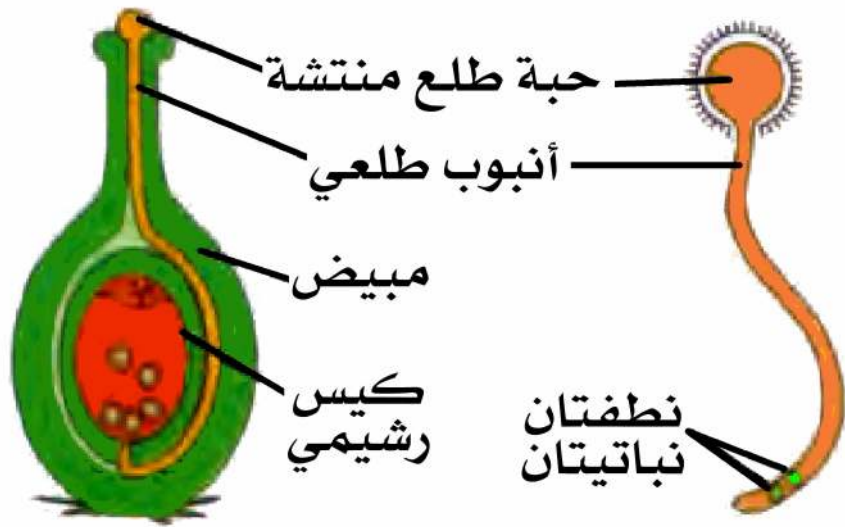 حبة طلع منتشة
أنبوب طلعي
مبيض
كيس
رشيمي
نطفتان
نباتيتان